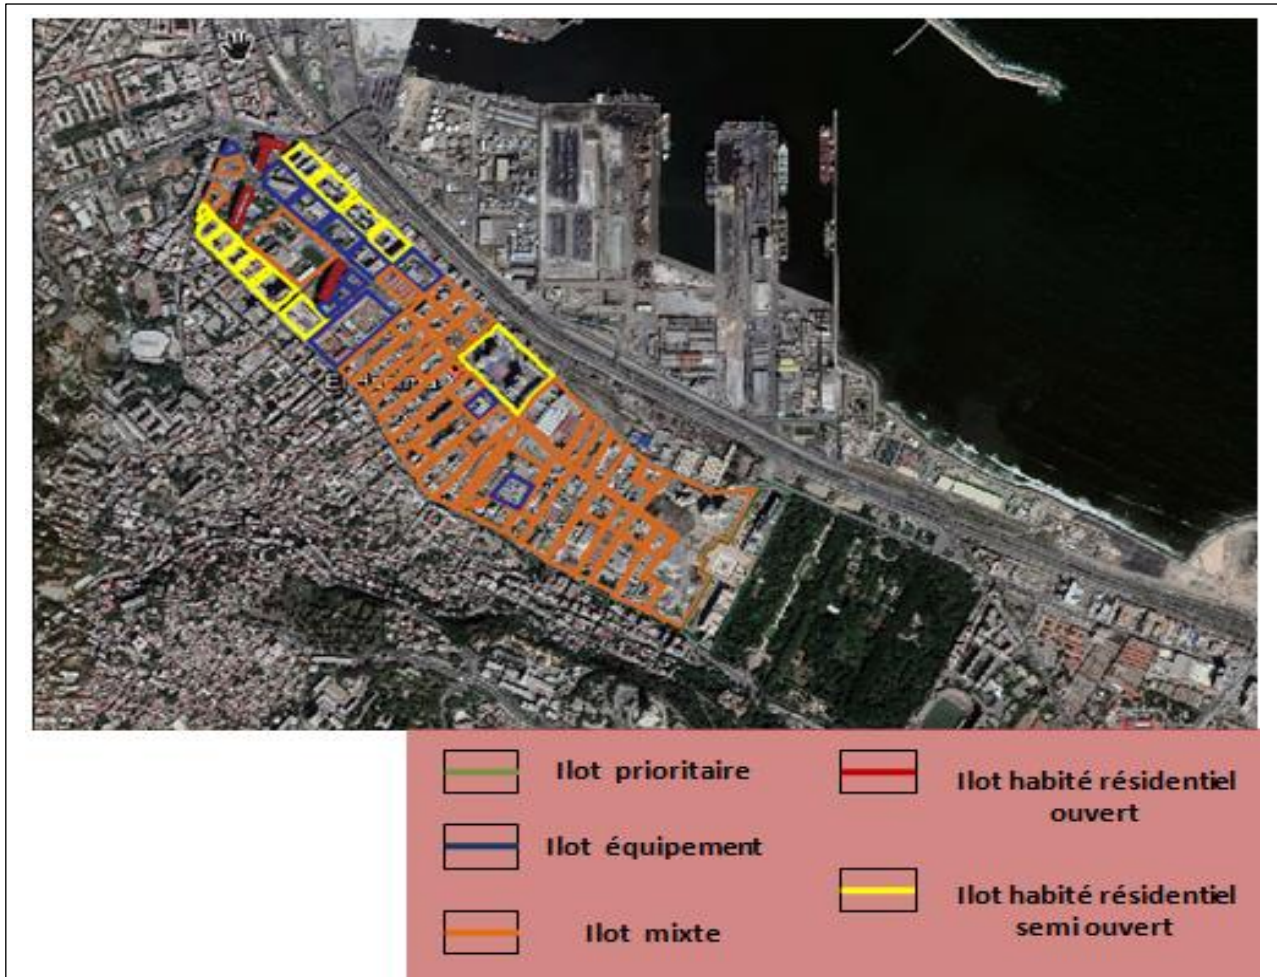 Ilot prioritaire
Ilot équipement
Ilot mixte
Ilot habité résidentiel
ouvert
Ilot habité résidentiel
semi ouvert